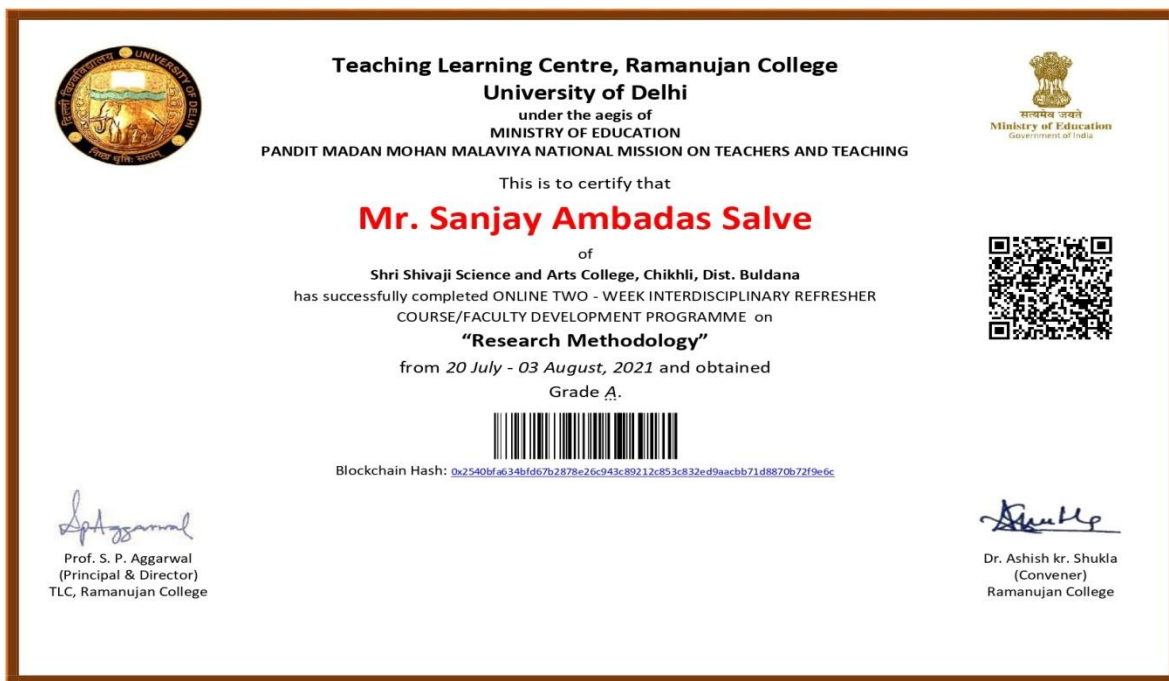 दिल्ली विश्वविद्यालय UNIVERSITY OF DELHI
निष्ठा धृति: सत्यम्
Teaching Learning Centre, Ramanujan College
University of Delhi
under the aegis of
MINISTRY OF EDUCATION
PANDIT MADAN MOHAN MALAVIYA NATIONAL MISSION ON TEACHERS AND TEACHING
सत्यमेव जयते
Ministry of Education
Government of India
This is to certify that
Mr. Sanjay Ambadas Salve
of
Shri Shivaji Science and Arts College, Chikhli, Dist. Buldana
has successfully completed ONLINE TWO - WEEK INTERDISCIPLINARY REFRESHER
COURSE/FACULTY DEVELOPMENT PROGRAMME on
“Research Methodology”
from 20 July - 03 August, 2021 and obtained
Grade A.
Blockchain Hash: 0x2540bfa634bfd67b2878e26c943c89212c853c832ed9aacbb71d8870b72f9e6c
SpAggarwal
Prof. S. P. Aggarwal
(Principal & Director)
TLC, Ramanujan College
Dr. Ashish kr. Shukla
(Convener)
Ramanujan College